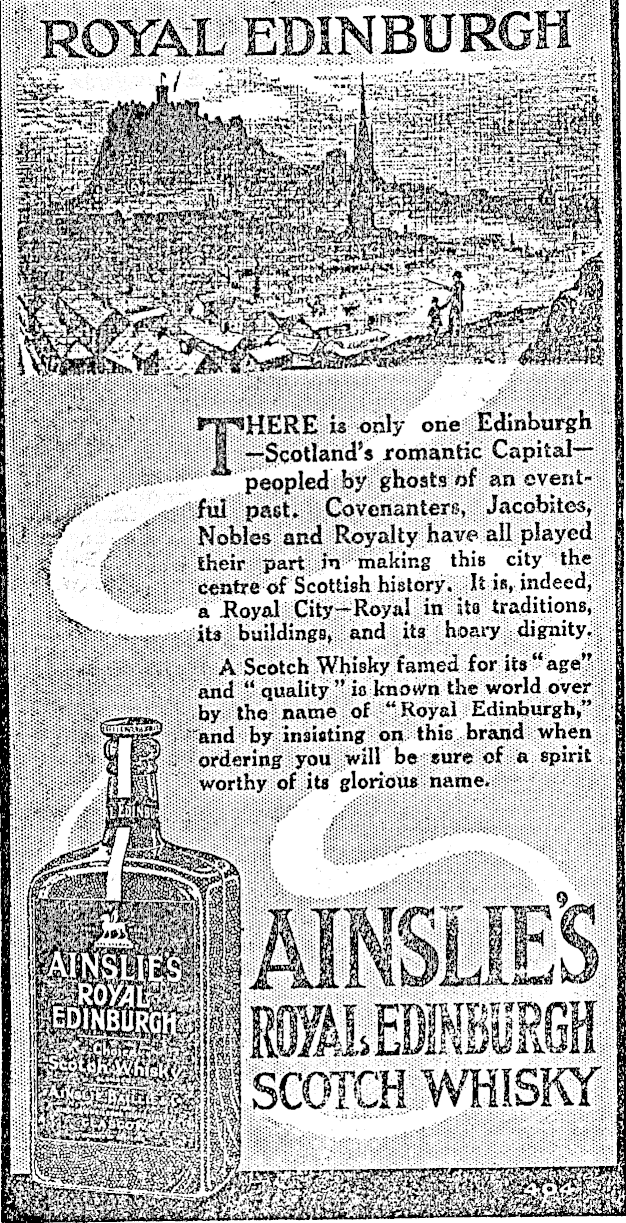 ROYAL EDINBURGH
THERE is only one Edinburgh
—Scotland's romantic Capital—
peopled by ghosts of an event-
ful past. Covenanters, Jacobites,
Nobles and Royalty have all played
their part in making this city the
centre of Scottish history. It is, indeed,
a Royal City—Royal in its traditions,
its buildings, and its hoary dignity.
A Scotch Whisky famed for its "age"
and "quality" is known the world over
by the name of "Royal Edinburgh,"
and by insisting on this brand when
ordering you will be sure of a spirit
worthy of its glorious name.
AINSLIE'S
ROYAL
EDINBURGH
Scotch Whisky
AINSLIE'S
ROYAL EDINBURGH
SCOTCH WHISKY
404